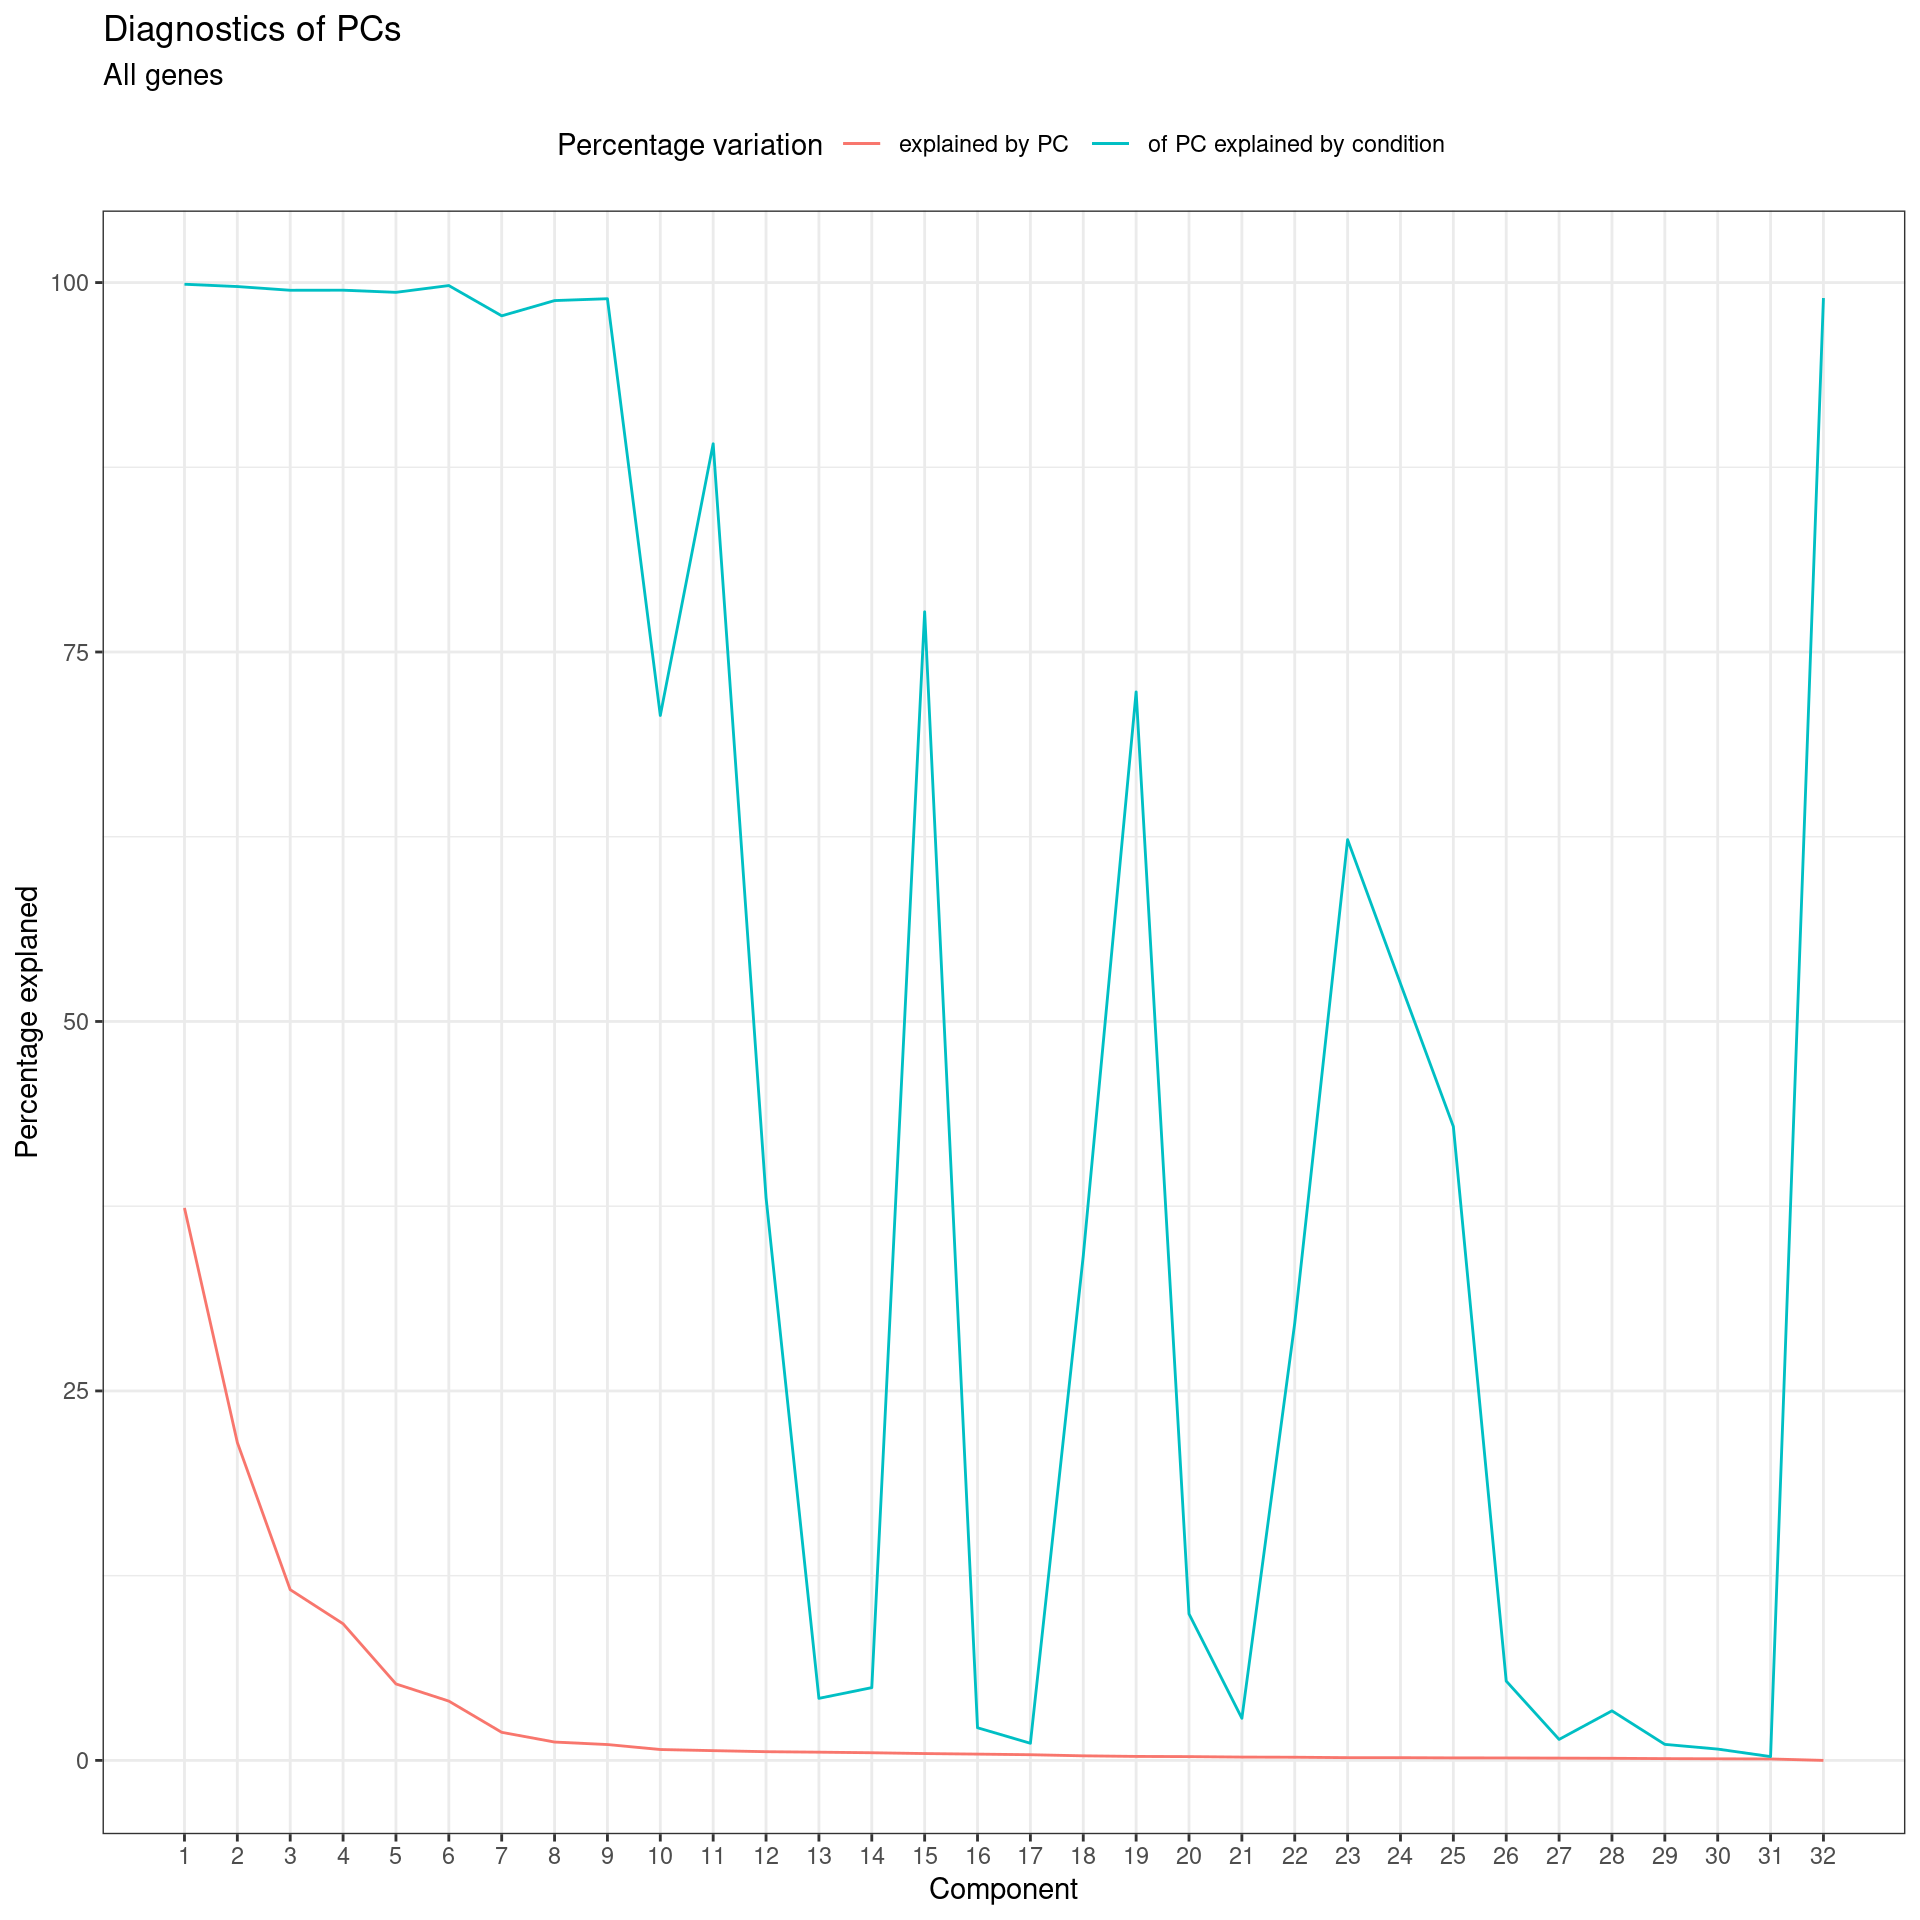 Diagnostics of PCs
All genes
Percentage variation explained by PC of PC explained by condition
Percentage explaned
100
75
50
25
0
1 2 3 4 5 6 7 8 9 10 11 12 13 14 15 16 17 18 19 20 21 22 23 24 25 26 27 28 29 30 31 32
Component